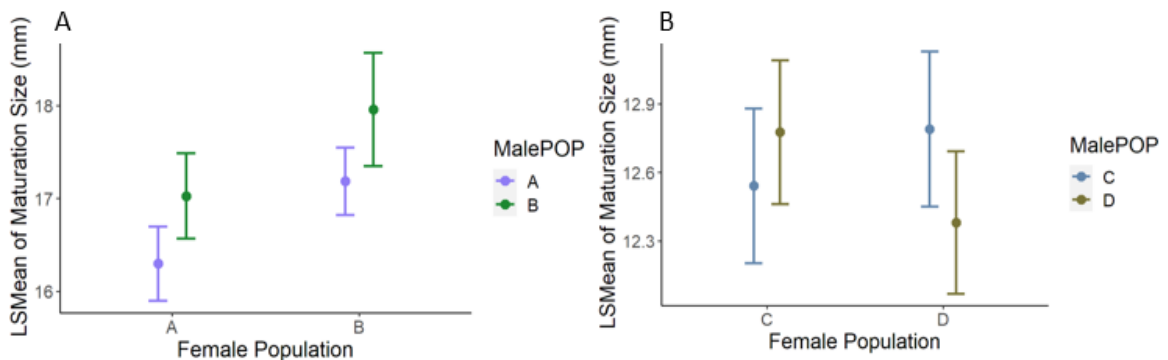 A
LSMean of Maturation Size (mm)
18
17
16
A
B
Female Population
MalePOP
A
B
B
LSMean of Maturation Size (mm)
12.9
12.6
12.3
C
D
Female Population
MalePOP
C
D